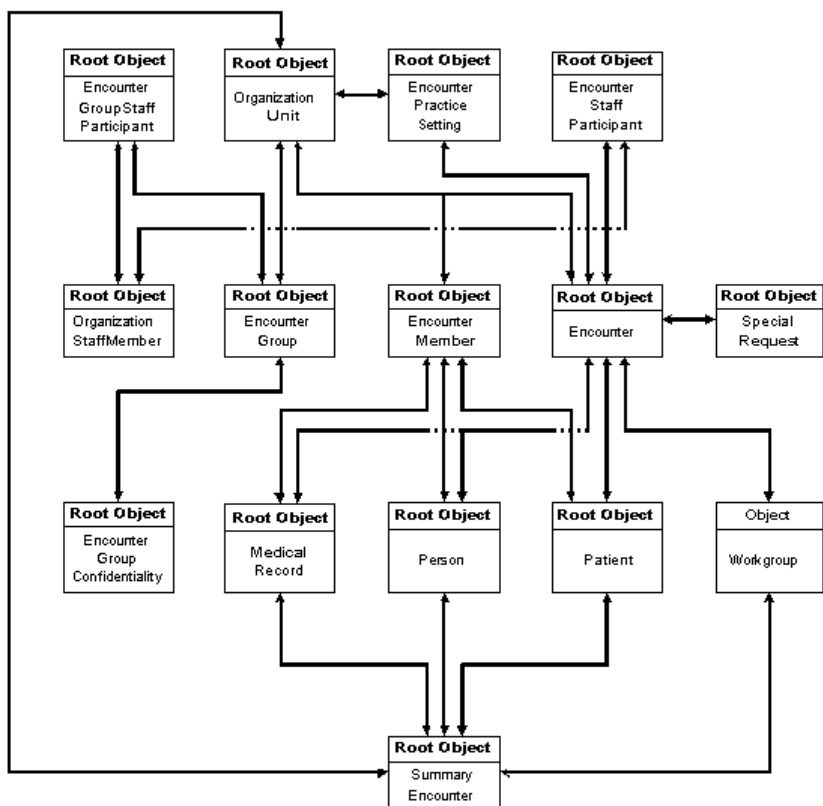 Root Object
Encounter
GroupStaff
Participant
Root Object
Organization
Unit
Root Object
Encounter
Practice
Setting
Root Object
Encounter
Staff
Participant
Root Object
Organization
StaffMember
Root Object
Encounter
Group
Root Object
Encounter
Member
Root Object
Encounter
Root Object
Special
Request
Root Object
Encounter
Group
Confidentiality
Root Object
Medical
Record
Root Object
Person
Root Object
Patient
Object
Workgroup
Root Object
Summary
Encounter